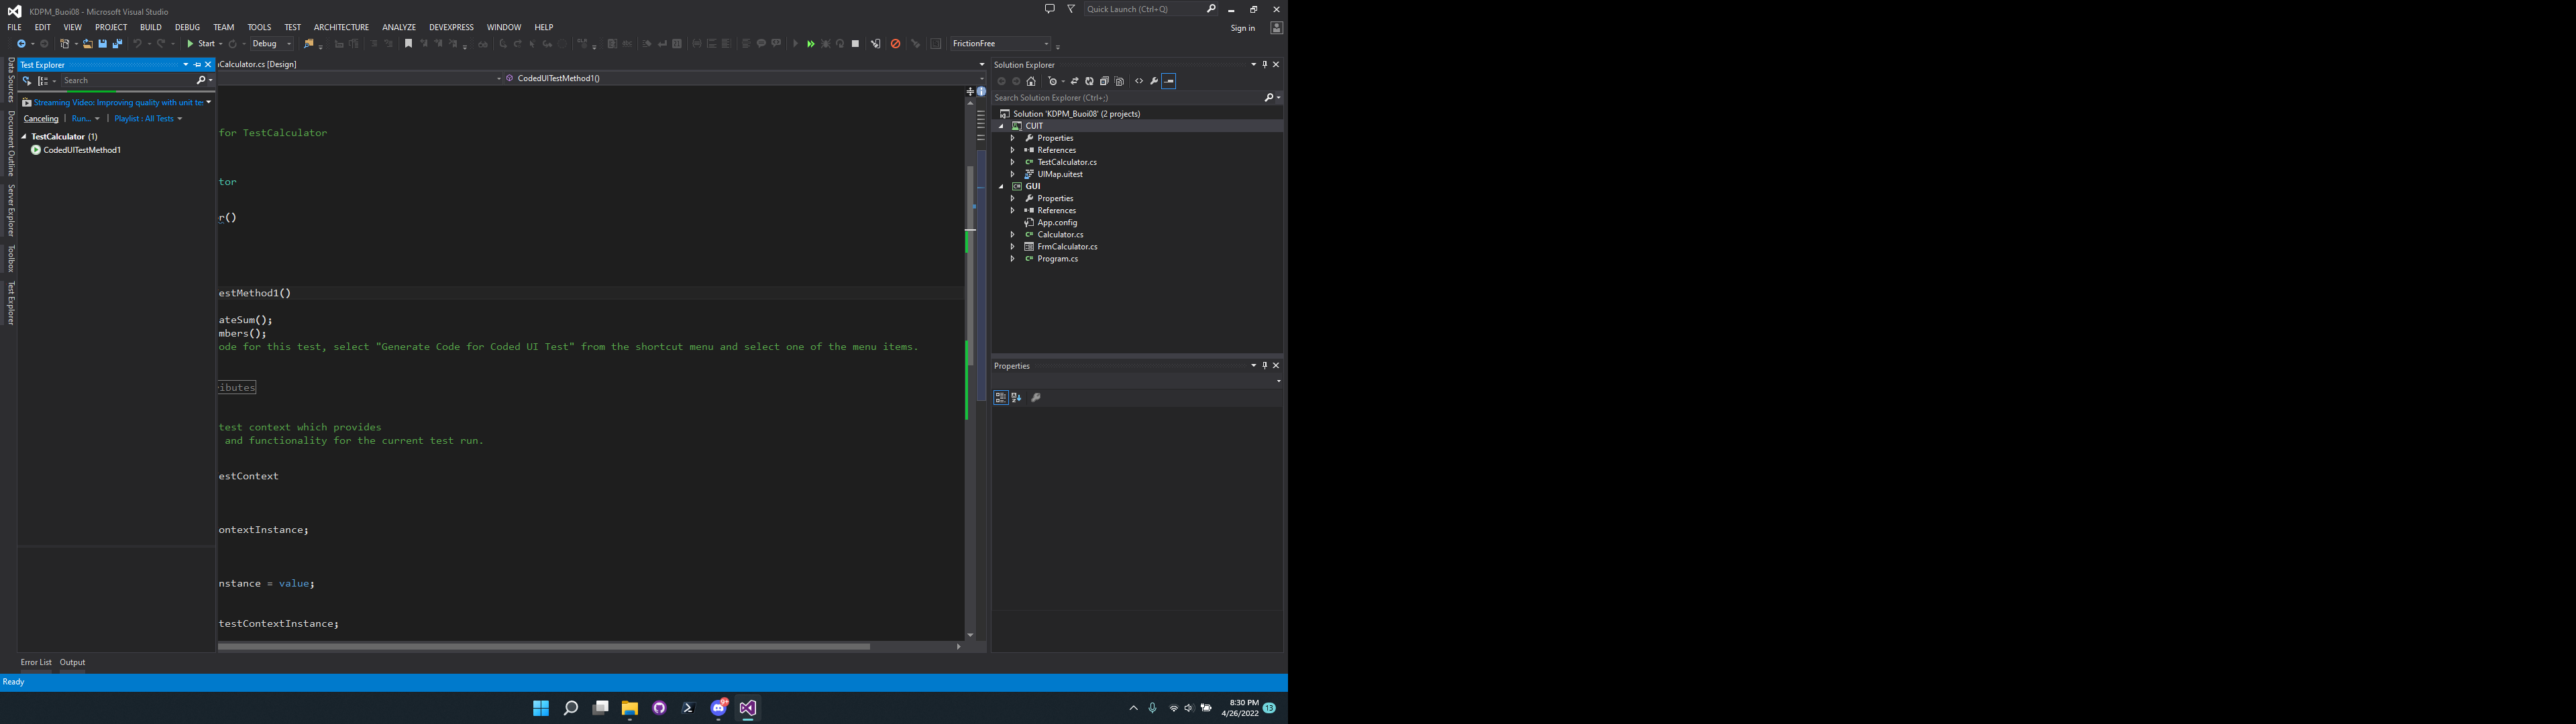 KDPM_Buoi08 - Microsoft Visual Studio
Quick Launch (Ctrl+Q)
FILE EDIT VIEW PROJECT BUILD DEBUG TEAM TOOLS TEST ARCHITECTURE ANALYZE DEVEXPRESS WINDOW HELP
Sign in
Start
Debug
FrictionFree
Data Sources
Document Outline
Server Explorer
Toolbox
Test Explorer
Test Explorer
Search
Streaming Video: Improving quality with unit te
Canceling | Run... | Playlist : All Tests
TestCalculator (1)
CodedUITestMethod1
Calculator.cs [Design]
CodedUITestMethod1()
for TestCalculator
tor
r()
estMethod1()
ateSum();
mbers();
ode for this test, select "Generate Code for Coded UI Test" from the shortcut menu and select one of the menu items.
ributes
test context which provides
and functionality for the current test run.
estContext
ontextInstance;
nstance = value;
testContextInstance;
Solution Explorer
Search Solution Explorer (Ctrl+;)
Solution 'KDPM_Buoi08' (2 projects)
CUIT
Properties
References
TestCalculator.cs
UIMap.uitest
GUI
Properties
References
App.config
Calculator.cs
FrmCalculator.cs
Program.cs
Properties
Error List Output
Ready
8:30 PM
4/26/2022
13